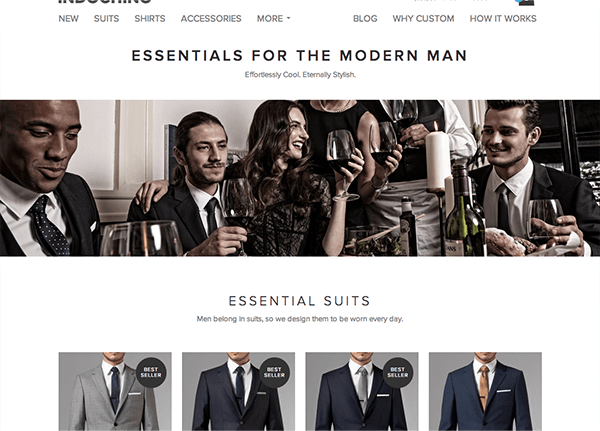 INDOCHINO
NEW SUITS SHIRTS ACCESSORIES MORE BLOG WHY CUSTOM HOW IT WORKS
ESSENTIALS FOR THE MODERN MAN
Effortlessly Cool. Eternally Stylish.
ESSENTIAL SUITS
Men belong in suits, so we design them to be worn every day.
BEST
SELLER
BEST
SELLER
BEST
SELLER